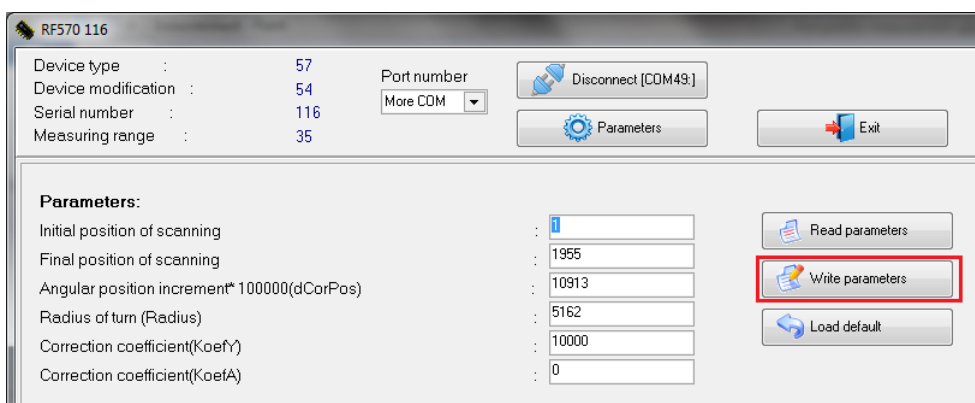 RF570 116
Device type : 57
Device modification : 54
Serial number : 116
Measuring range : 35
Port number
More COM
Disconnect [COM49:]
Parameters
Exit
Parameters:
Initial position of scanning : 1
Final position of scanning : 1955
Angular position increment* 100000(dCorPos) : 10913
Radius of turn (Radius) : 5162
Correction coefficient(KoefY) : 10000
Correction coefficient(KoefA) : 0
Read parameters
Write parameters
Load default